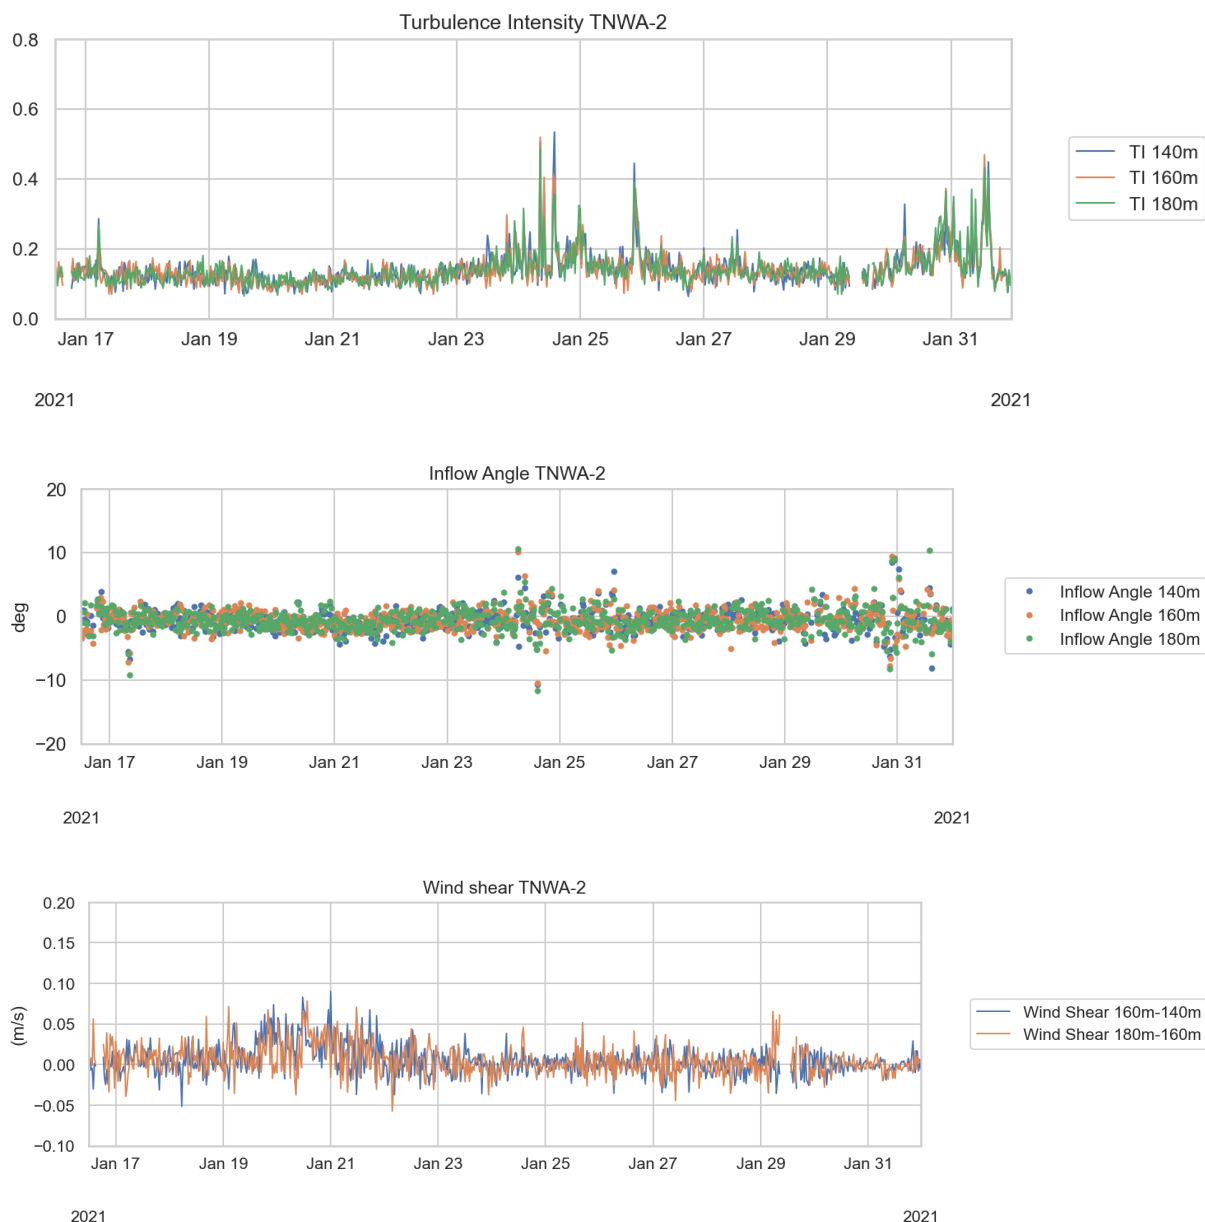 Turbulence Intensity TNWA-2
0.8
0.6
0.4
0.2
0.0
Jan 17 Jan 19 Jan 21 Jan 23 Jan 25 Jan 27 Jan 29 Jan 31
2021 2021
TI 140m
TI 160m
TI 180m
Inflow Angle TNWA-2
deg
20
10
0
−10
−20
Jan 17 Jan 19 Jan 21 Jan 23 Jan 25 Jan 27 Jan 29 Jan 31
2021 2021
Inflow Angle 140m
Inflow Angle 160m
Inflow Angle 180m
Wind shear TNWA-2
(m/s)
0.20
0.15
0.10
0.05
0.00
−0.05
−0.10
Jan 17 Jan 19 Jan 21 Jan 23 Jan 25 Jan 27 Jan 29 Jan 31
2021 2021
Wind Shear 160m-140m
Wind Shear 180m-160m